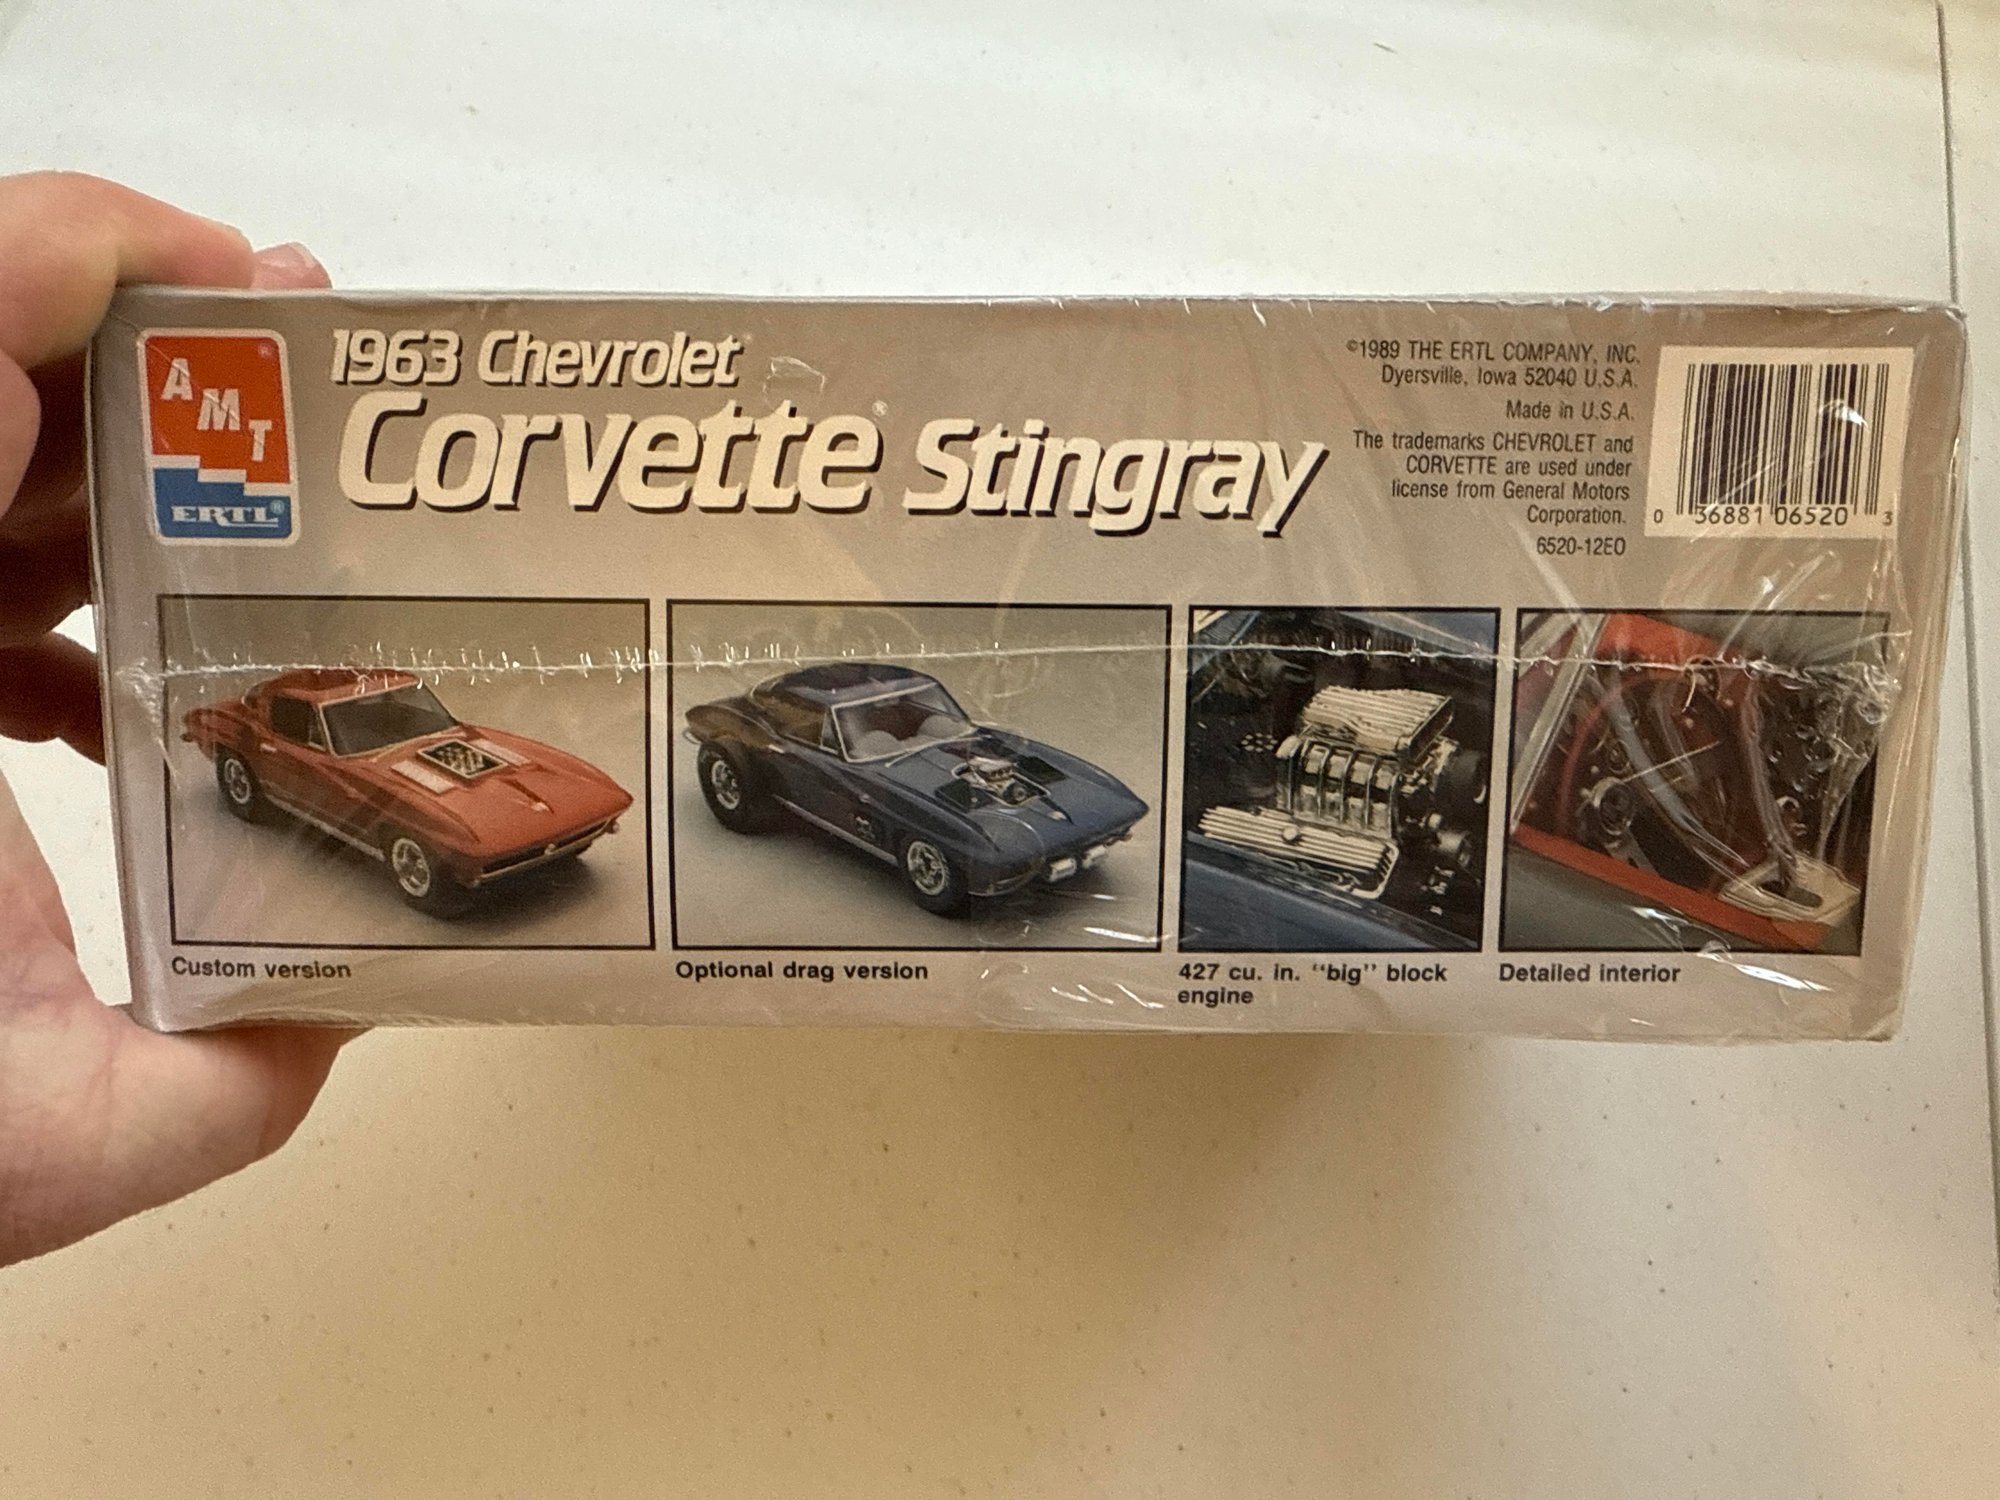 AMT
ERTL®
1963 Chevrolet
Corvette® Stingray
©1989 THE ERTL COMPANY, INC.
Dyersville, Iowa 52040 U.S.A.
Made in U.S.A.
The trademarks CHEVROLET and
CORVETTE are used under
license from General Motors
Corporation.
6520-12EO
0 36881 06520 3
Custom version
Optional drag version
427 cu. in. "big" block
engine
Detailed interior